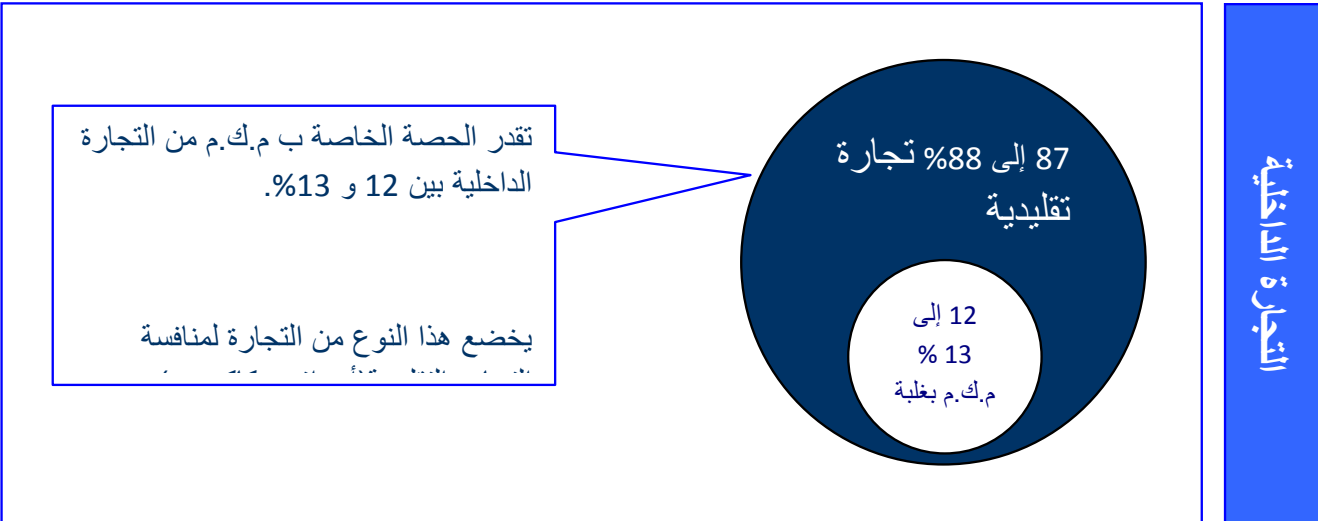 التجارة الداخلية
87 إلى 88% تجارة
تقليدية
12 إلى
13 %
م.ك.م بغلبة
تقدر الحصة الخاصة ب م.ك.م من التجارة
الداخلية بين 12 و 13%.
يخضع هذا النوع من التجارة لمنافسة